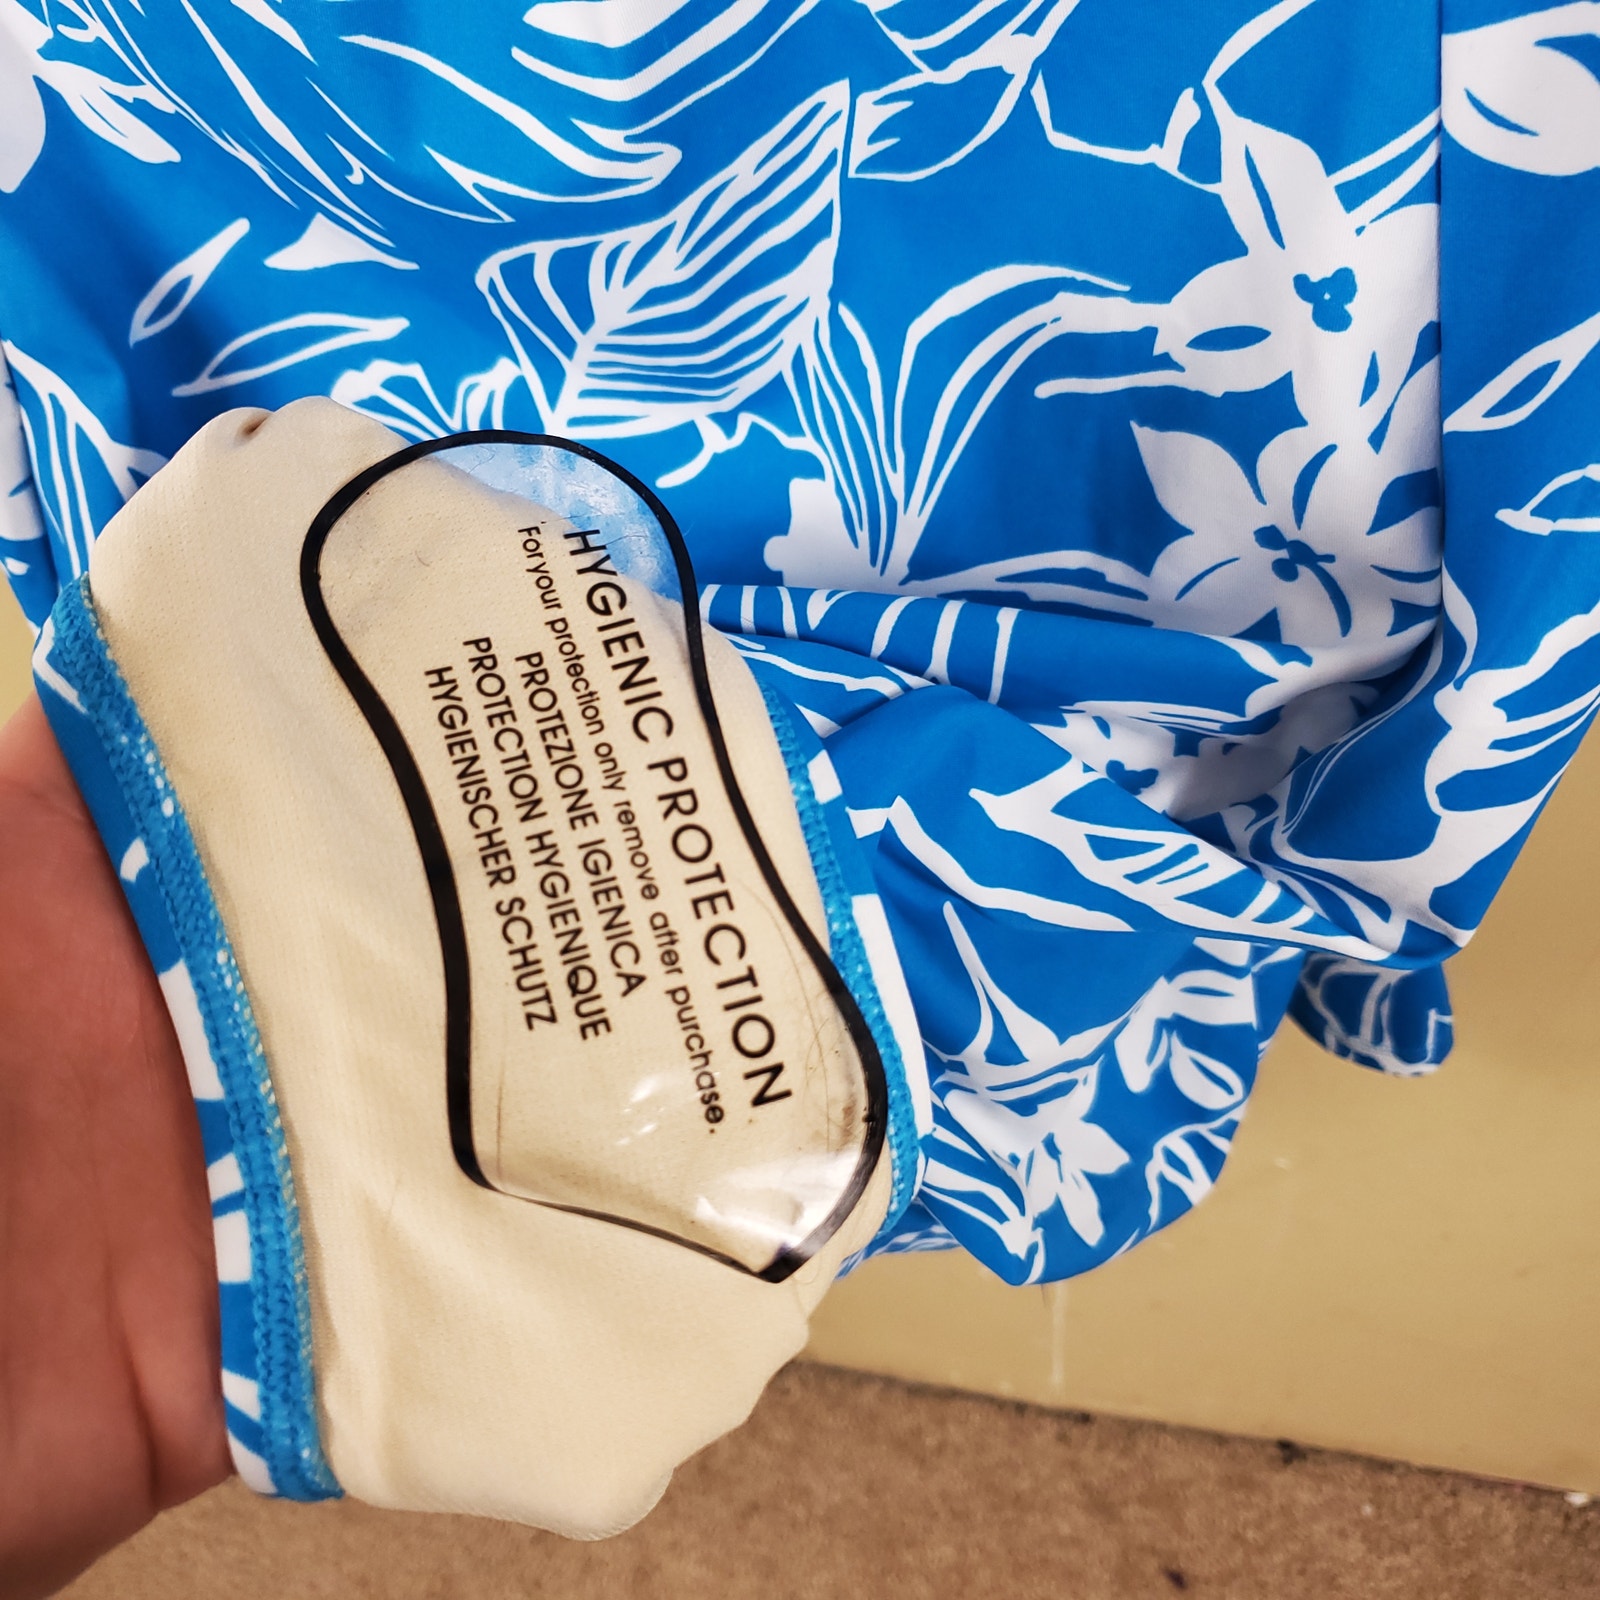 HYGIENIC PROTECTION
For your protection only remove after purchase.
PROTEZIONE IGIENICA
PROTECTION HYGIENIQUE
HYGIENISCHER SCHUTZ